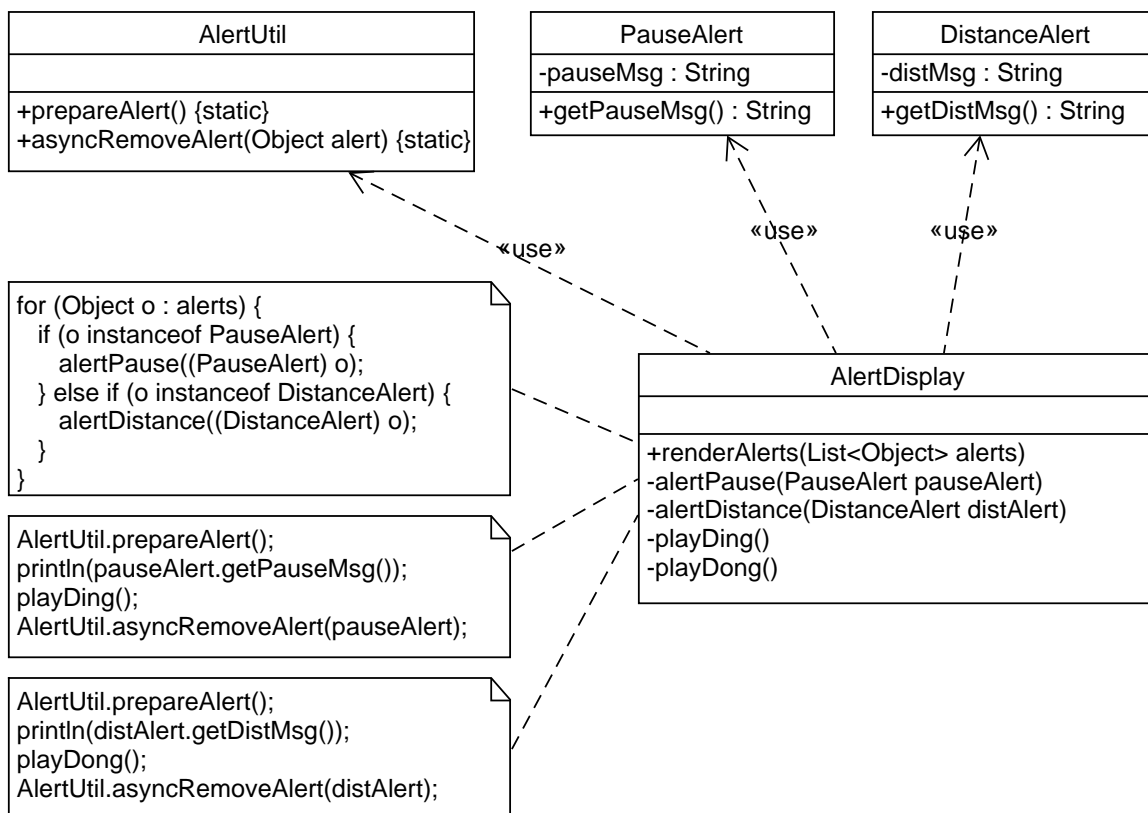 AlertUtil
+prepareAlert() {static}
+asyncRemoveAlert(Object alert) {static}
PauseAlert
-pauseMsg : String
+getPauseMsg() : String
DistanceAlert
-distMsg : String
+getDistMsg() : String
«use»
«use»
«use»
for (Object o : alerts) {
if (o instanceof PauseAlert) {
alertPause((PauseAlert) o);
} else if (o instanceof DistanceAlert) {
alertDistance((DistanceAlert) o);
}
}
AlertDisplay
+renderAlerts(List<Object> alerts)
-alertPause(PauseAlert pauseAlert)
-alertDistance(DistanceAlert distAlert)
-playDing()
-playDong()
AlertUtil.prepareAlert();
println(pauseAlert.getPauseMsg());
playDing();
AlertUtil.asyncRemoveAlert(pauseAlert);
AlertUtil.prepareAlert();
println(distAlert.getDistMsg());
playDong();
AlertUtil.asyncRemoveAlert(distAlert);